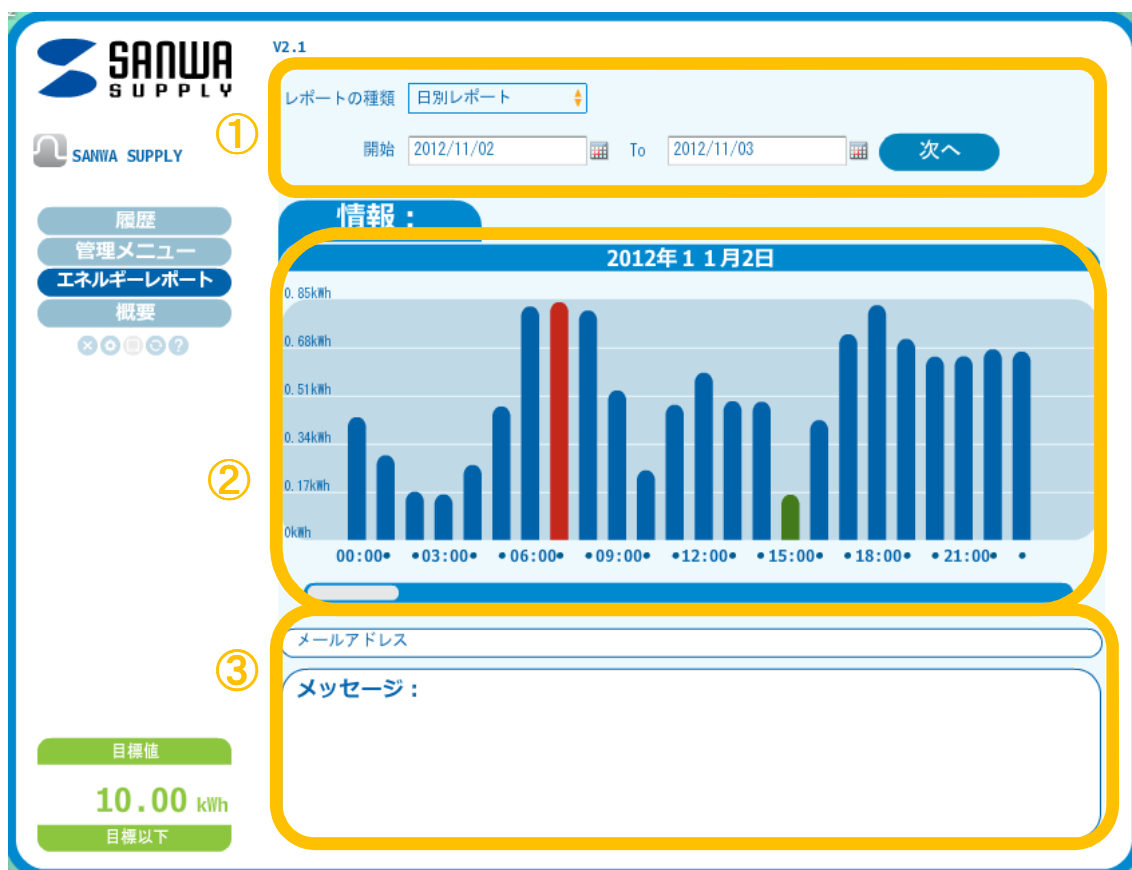 SANWA
SUPPLY
SANWA SUPPLY
履歴
管理メニュー
エネルギーレポート
概要
?
目標値
10.00 kWh
目標以下
V2.1
①
レポートの種類 日別レポート
開始 2012/11/02 To 2012/11/03 次へ
情報：
②
2012年１１月2日
0.85kWh
0.68kWh
0.51kWh
0.34kWh
0.17kWh
0kWh
00:00• •03:00• •06:00• •09:00• •12:00• •15:00• •18:00• •21:00• •
③
メールアドレス
メッセージ：